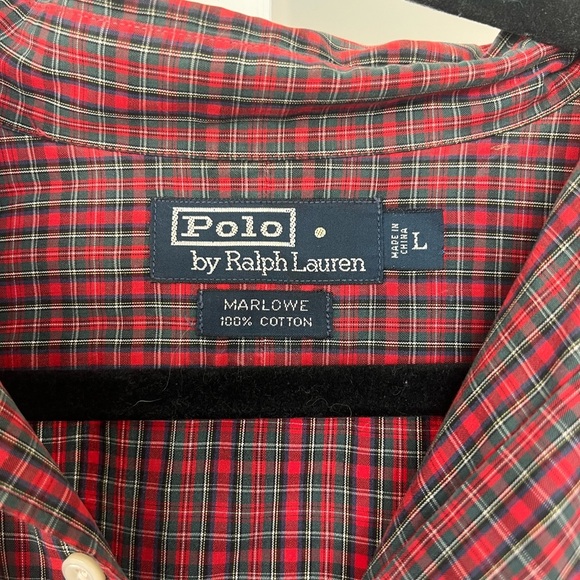 Polo
by Ralph Lauren
MADE IN
CHINA
L
MARLOWE
100% COTTON